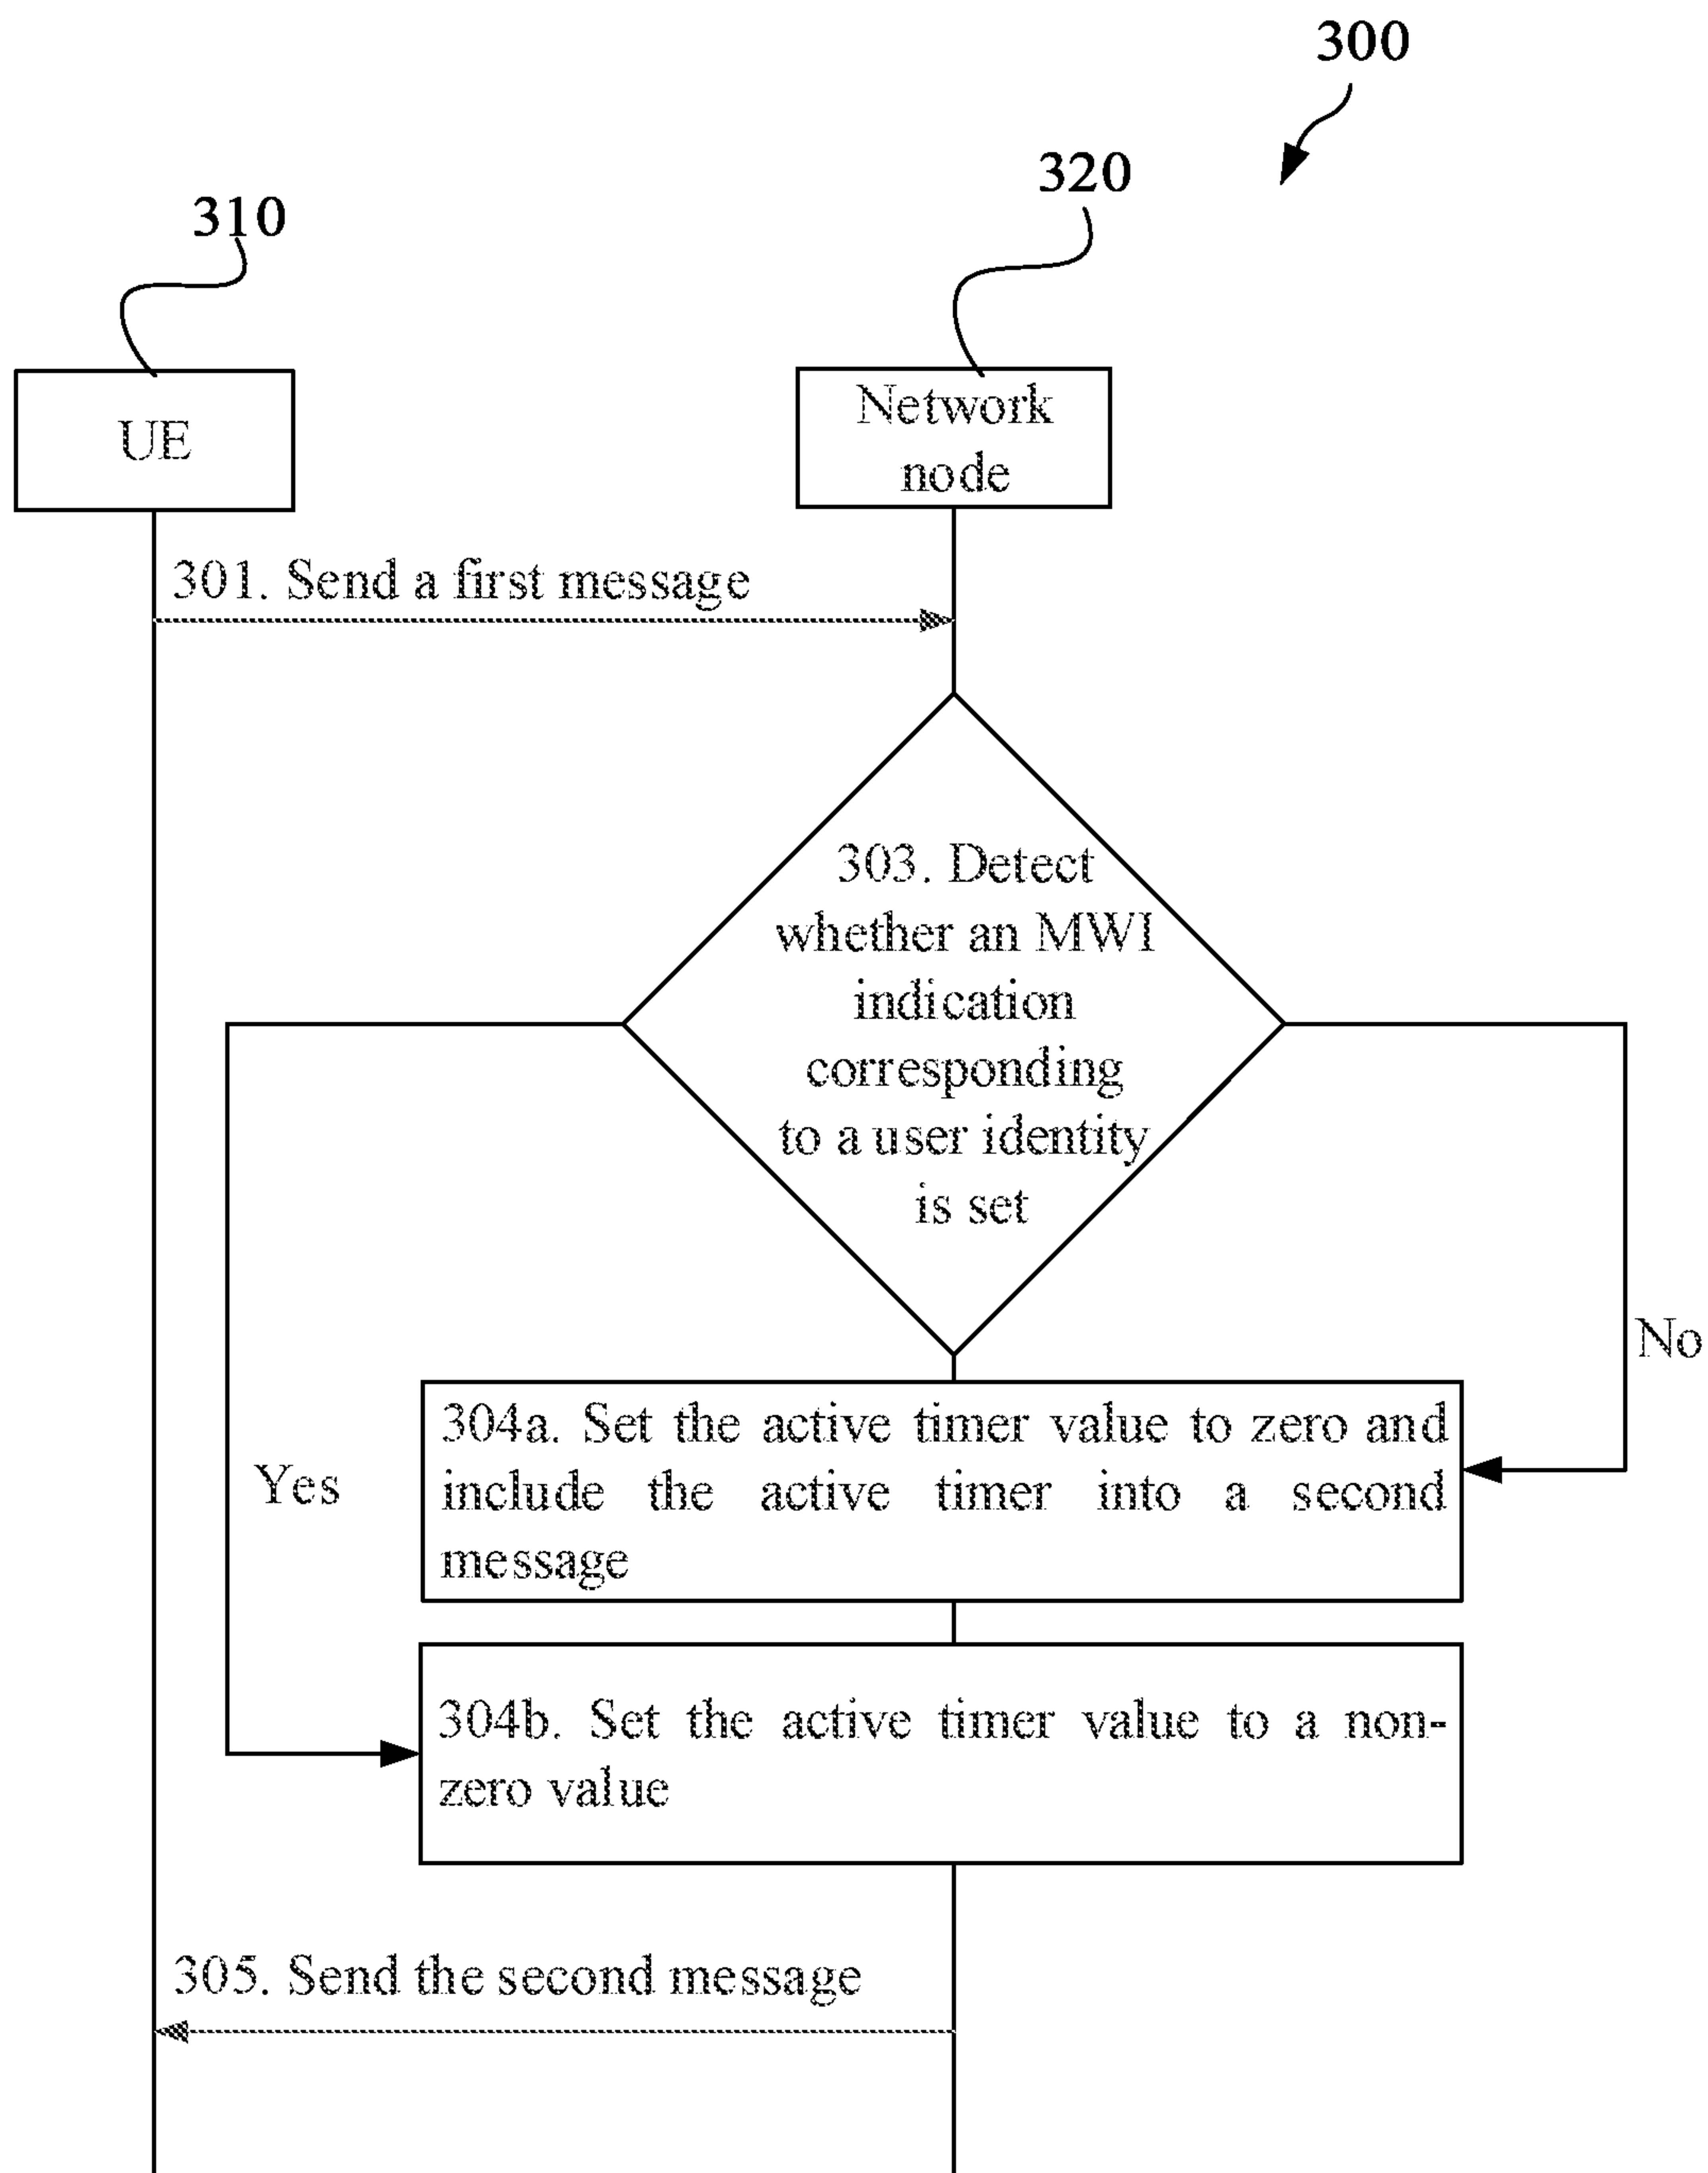 300
320
310
UE
Network
node
301. Send a first message
303. Detect
whether an MWI
indication
corresponding
to a user identity
is set
No
304a. Set the active timer value to zero and
include the active timer into a second
message
Yes
304b. Set the active timer value to a non-
zero value
305. Send the second message